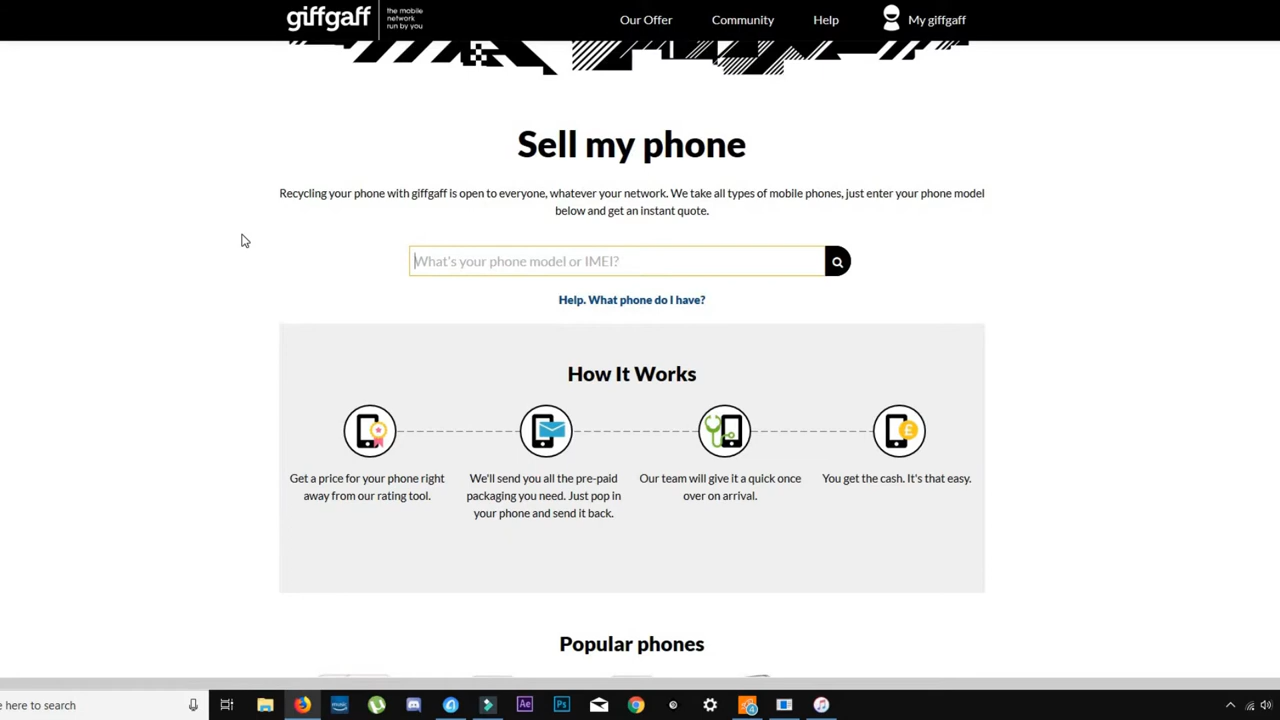 giffgaff
the mobile
network
run by you
Our Offer
Community
Help
My giffgaff
Sell my phone
Recycling your phone with giffgaff is open to everyone, whatever your network. We take all types of mobile phones, just enter your phone model
below and get an instant quote.
What's your phone model or IMEI?
Help. What phone do I have?
How It Works
Get a price for your phone right
away from our rating tool.
We'll send you all the pre-paid
packaging you need. Just pop in
your phone and send it back.
Our team will give it a quick once
over on arrival.
You get the cash. It's that easy.
Popular phones
e here to search
Ae
Ps